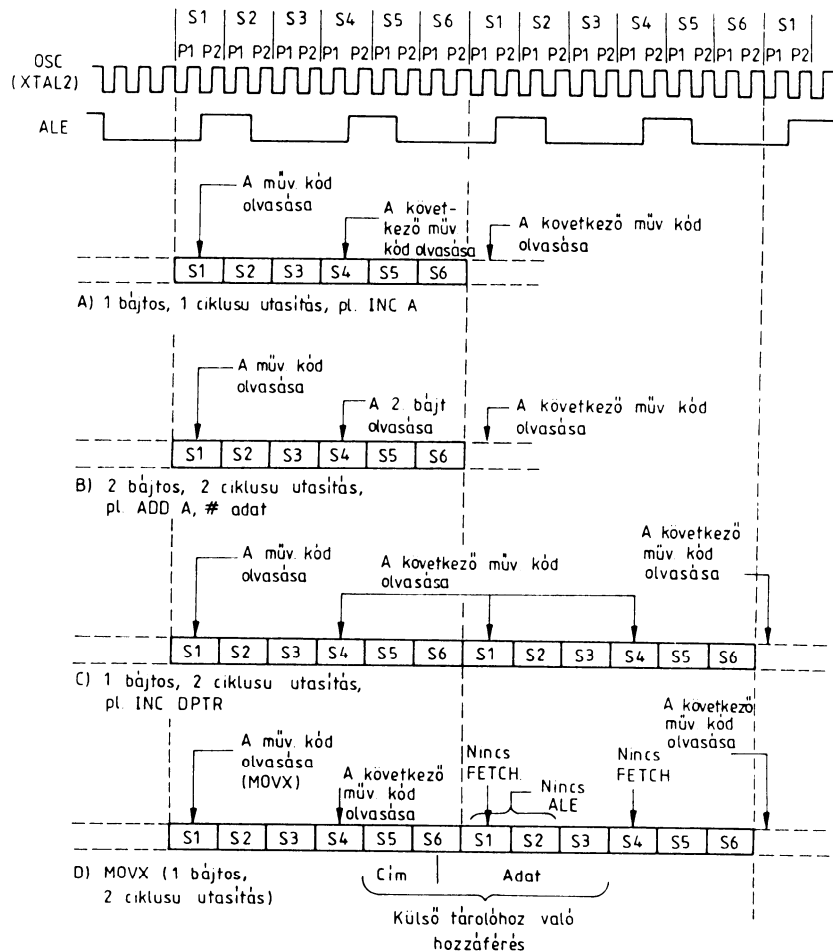 S1 S2 S3 S4 S5 S6 S1 S2 S3 S4 S5 S6 S1
P1 P2 P1 P2 P1 P2 P1 P2 P1 P2 P1 P2 P1 P2 P1 P2 P1 P2 P1 P2 P1 P2 P1 P2 P1 P2
OSC
(XTAL2)
ALE
A műv. kód
olvasása
A követ-
kező műv
kód olvasása
A kovetkező műv kód
olvasása
S1 S2 S3 S4 S5 S6
A) 1 bájtos, 1 ciklusu utasítás, pl. INC A
A műv. kód
olvasása
A 2. bájt
olvasása
A következő műv kód
olvasása
S1 S2 S3 S4 S5 S6
B) 2 bájtos, 2 ciklusu utasítás,
pl. ADD A, # adat
A műv. kód
olvasása
A következő műv kód
olvasása
A következő
műv kód
olvasása
S1 S2 S3 S4 S5 S6 S1 S2 S3 S4 S5 S6
C) 1 bájtos, 2 ciklusu utasítás,
pl. INC DPTR
A műv. kód
olvasása
(MOVX)
A következő
műv. kód
olvasása
Nincs
FETCH.
Nincs
ALE
Nincs
FETCH
A következő
műv kód
olvasása
S1 S2 S3 S4 S5 S6 S1 S2 S3 S4 S5 S6
D) MOVX (1 bájtos,
2 ciklusu utasítás)
Cím
Adat
Külső tárolóhoz való
hozzáférés